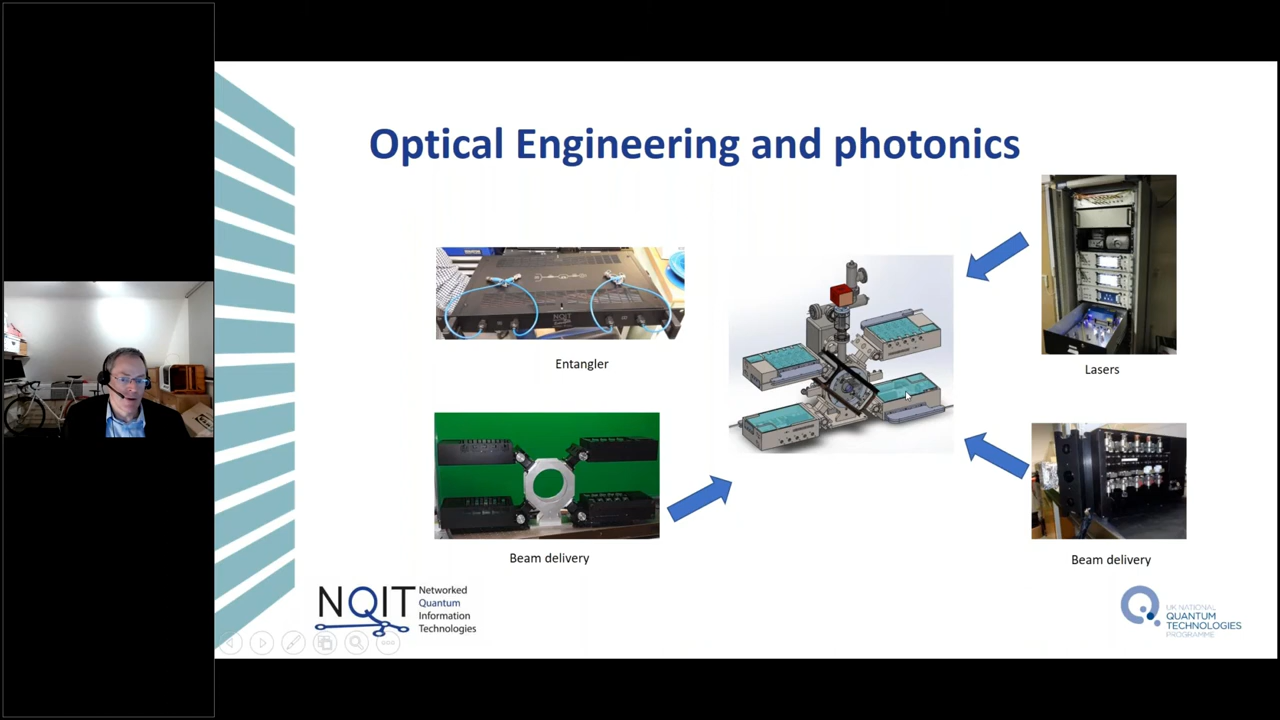 Optical Engineering and photonics
NQIT
Entangler
Lasers
Beam delivery
Beam delivery
NQIT
Networked
Quantum
Information
Technologies
UK NATIONAL
QUANTUM
TECHNOLOGIES
PROGRAMME